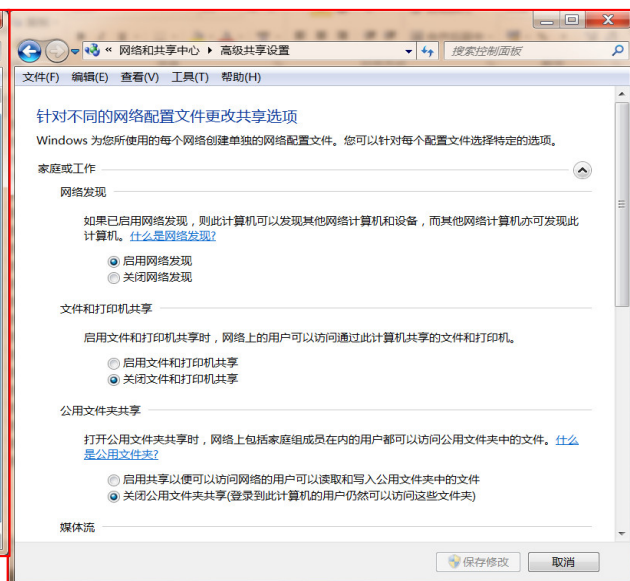 « 网络和共享中心 ▸ 高级共享设置
搜索控制面板
文件(F) 编辑(E) 查看(V) 工具(T) 帮助(H)
针对不同的网络配置文件更改共享选项
Windows 为您所使用的每个网络创建单独的网络配置文件。您可以针对每个配置文件选择特定的选项。
家庭或工作
网络发现
如果已启用网络发现，则此计算机可以发现其他网络计算机和设备，而其他网络计算机亦可发现此
计算机。什么是网络发现?
启用网络发现
关闭网络发现
文件和打印机共享
启用文件和打印机共享时，网络上的用户可以访问通过此计算机共享的文件和打印机。
启用文件和打印机共享
关闭文件和打印机共享
公用文件夹共享
打开公用文件夹共享时，网络上包括家庭组成员在内的用户都可以访问公用文件夹中的文件。什么
是公用文件夹?
启用共享以便可以访问网络的用户可以读取和写入公用文件夹中的文件
关闭公用文件夹共享(登录到此计算机的用户仍然可以访问这些文件夹)
媒体流
保存修改 取消